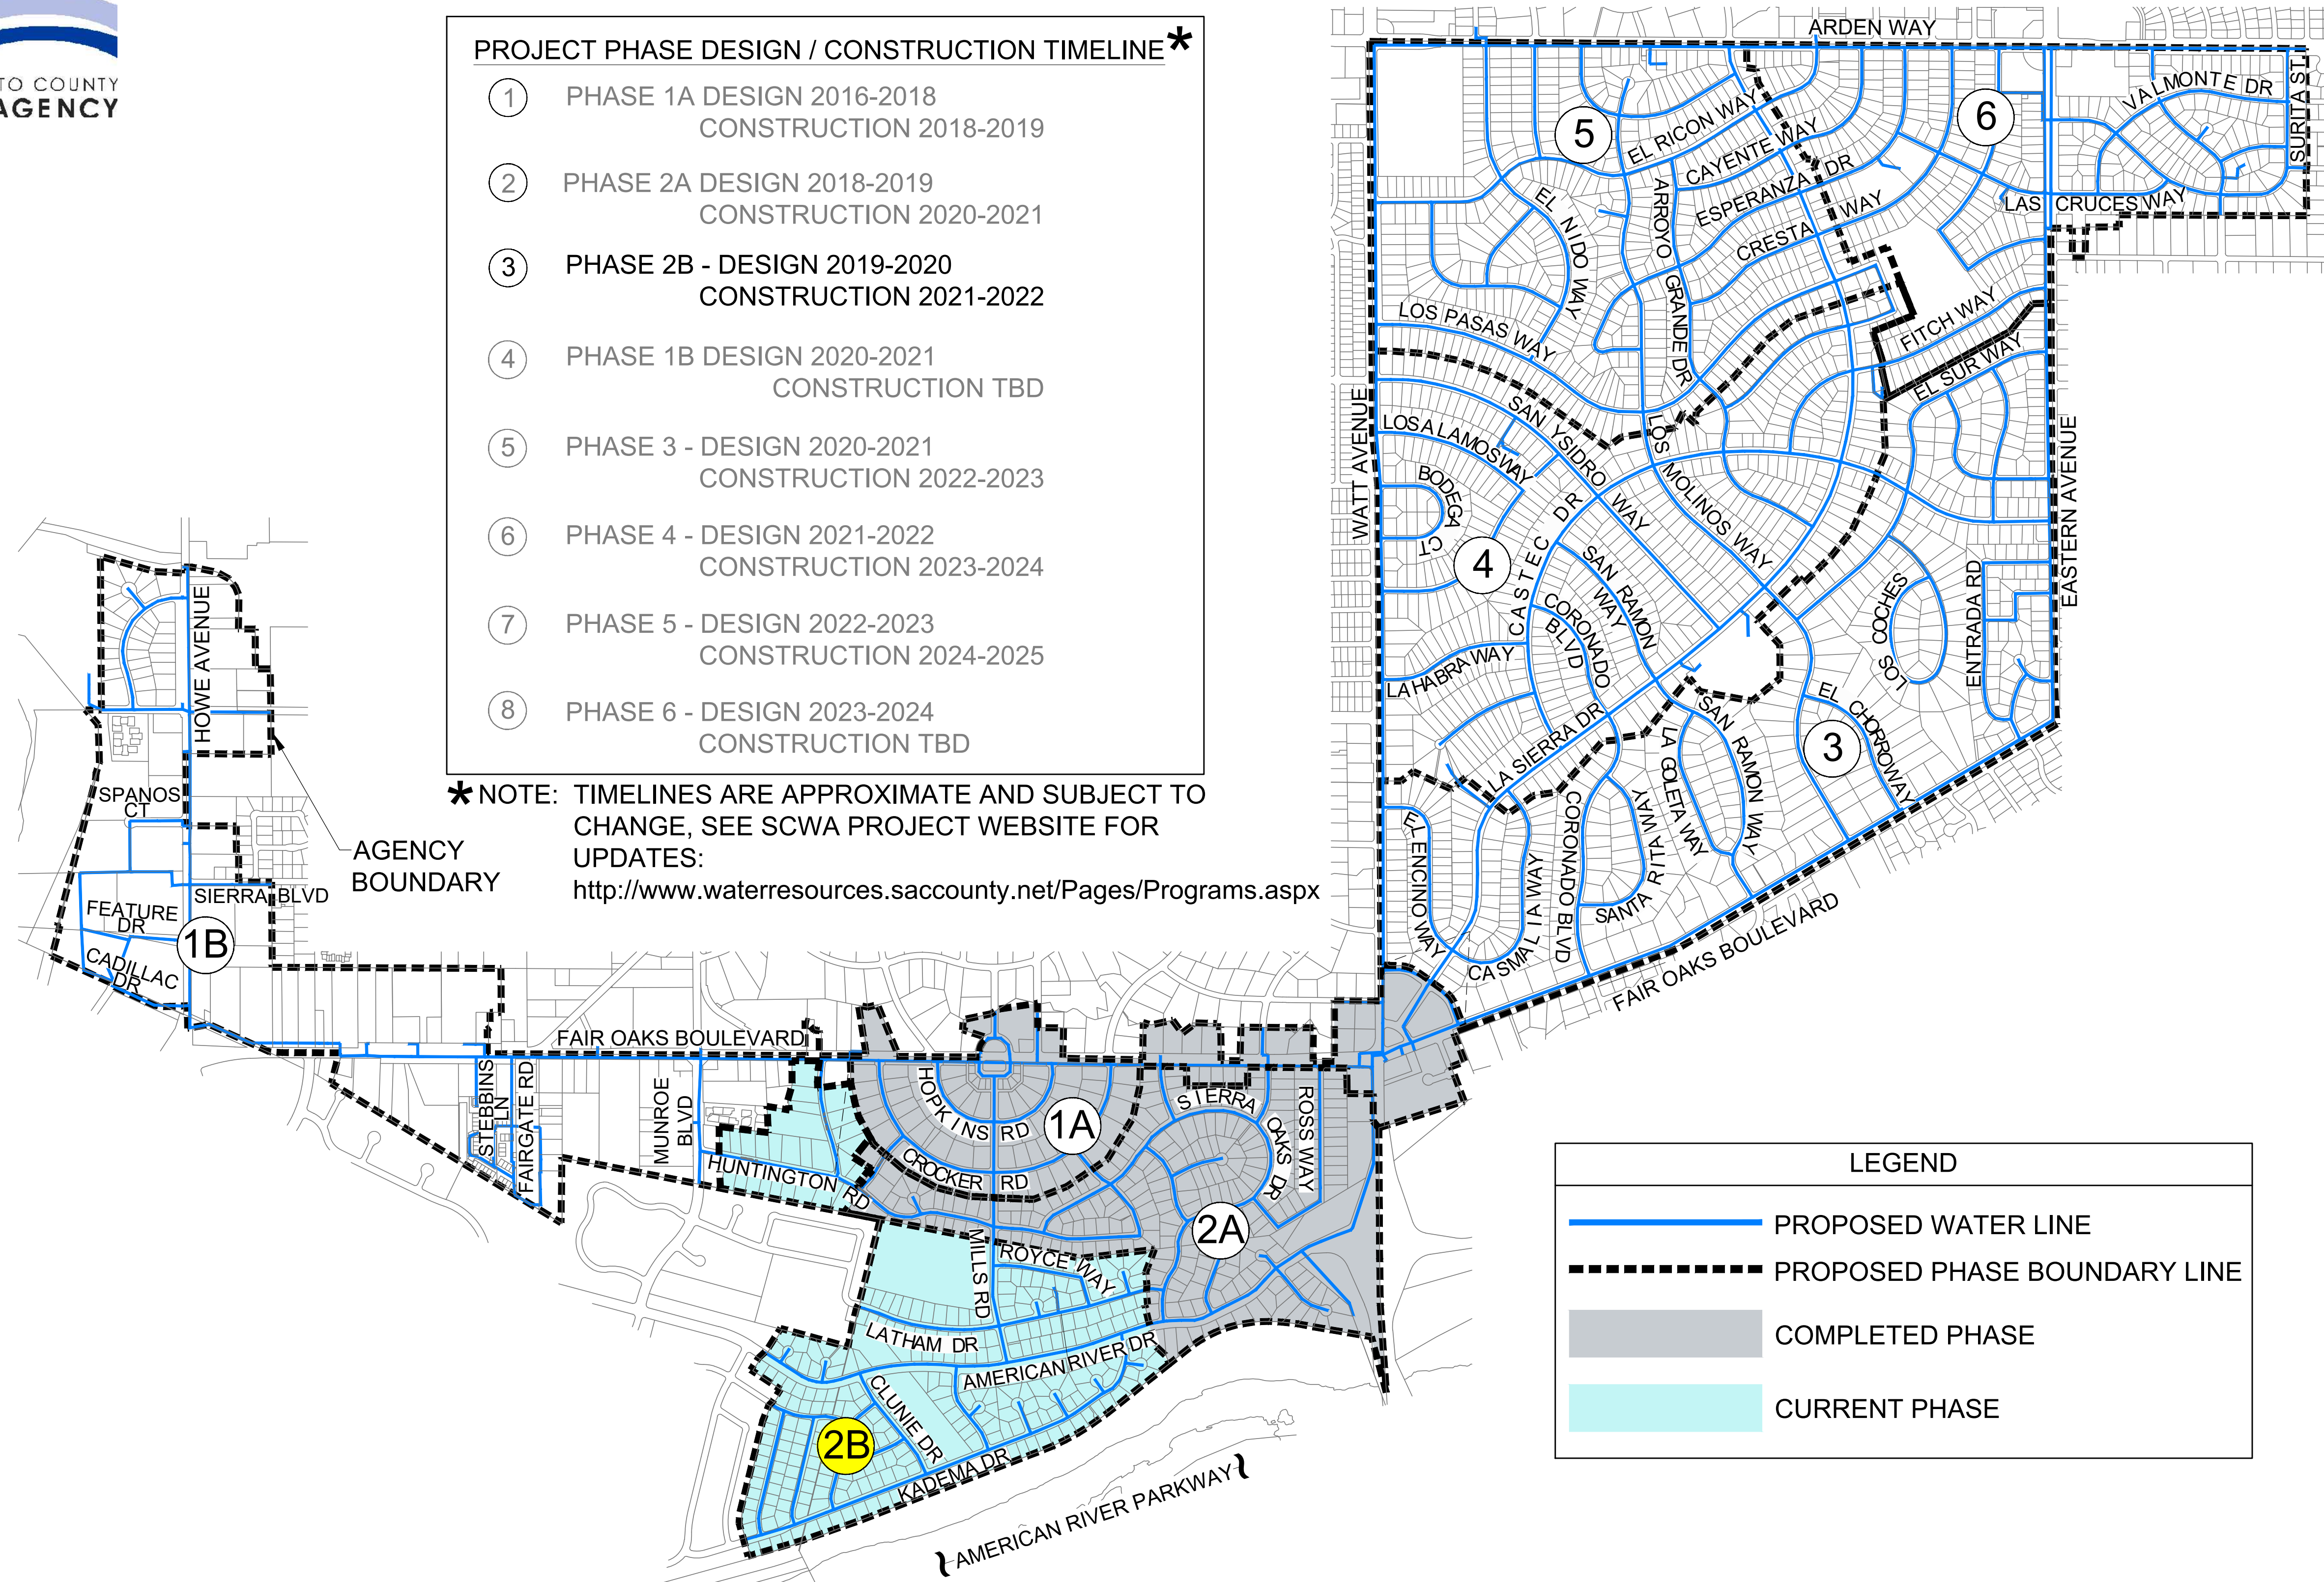 TO COUNTY
AGENCY
PROJECT PHASE DESIGN / CONSTRUCTION TIMELINE*
1 PHASE 1A DESIGN 2016-2018
CONSTRUCTION 2018-2019
2 PHASE 2A DESIGN 2018-2019
CONSTRUCTION 2020-2021
3 PHASE 2B - DESIGN 2019-2020
CONSTRUCTION 2021-2022
4 PHASE 1B DESIGN 2020-2021
CONSTRUCTION TBD
5 PHASE 3 - DESIGN 2020-2021
CONSTRUCTION 2022-2023
6 PHASE 4 - DESIGN 2021-2022
CONSTRUCTION 2023-2024
7 PHASE 5 - DESIGN 2022-2023
CONSTRUCTION 2024-2025
8 PHASE 6 - DESIGN 2023-2024
CONSTRUCTION TBD
* NOTE: TIMELINES ARE APPROXIMATE AND SUBJECT TO
CHANGE, SEE SCWA PROJECT WEBSITE FOR
UPDATES:
http://www.waterresources.saccounty.net/Pages/Programs.aspx
ARDEN WAY
VALMONTE DR
SURITA ST
5
6
EL RICON WAY
CAYENTE WAY
ESPERANZA DR
ARROYO GRANDE DR
CRESTA WAY
LAS CRUCES WAY
EL NIDO WAY
LOS PASAS WAY
FITCH WAY
EL SUR WAY
WATT AVENUE
SAN YSIDRO WAY
LOS ALAMOS WAY
LOS MOLINOS WAY
EASTERN AVENUE
BODEGA
CT
4
CASTEC DR
SAN RAMON
WAY
CORONADO
BLVD
LOS COCHES
ENTRADA RD
LA HABRA WAY
EL CHORRO WAY
3
LA SIERRA DR
SAN RAMON WAY
LA GOLETA WAY
SANTA RITA WAY
CORONADO BLVD
EL ENCINO WAY
CASMALIA WAY
FAIR OAKS BOULEVARD
HOWE AVENUE
SPANOS
CT
AGENCY
BOUNDARY
SIERRA BLVD
FEATURE
DR
1B
CADILLAC
DR
FAIR OAKS BOULEVARD
STEBBINS
LN
FAIRGATE RD
MUNROE
BLVD
HUNTINGTON RD
HOPKINS RD
1A
CROCKER RD
SIERRA OAKS DR
ROSS WAY
2A
MILLS RD
ROYCE WAY
LATHAM DR
AMERICAN RIVER DR
CLUNIE DR
2B
KADEMA DR
AMERICAN RIVER PARKWAY
LEGEND
PROPOSED WATER LINE
PROPOSED PHASE BOUNDARY LINE
COMPLETED PHASE
CURRENT PHASE